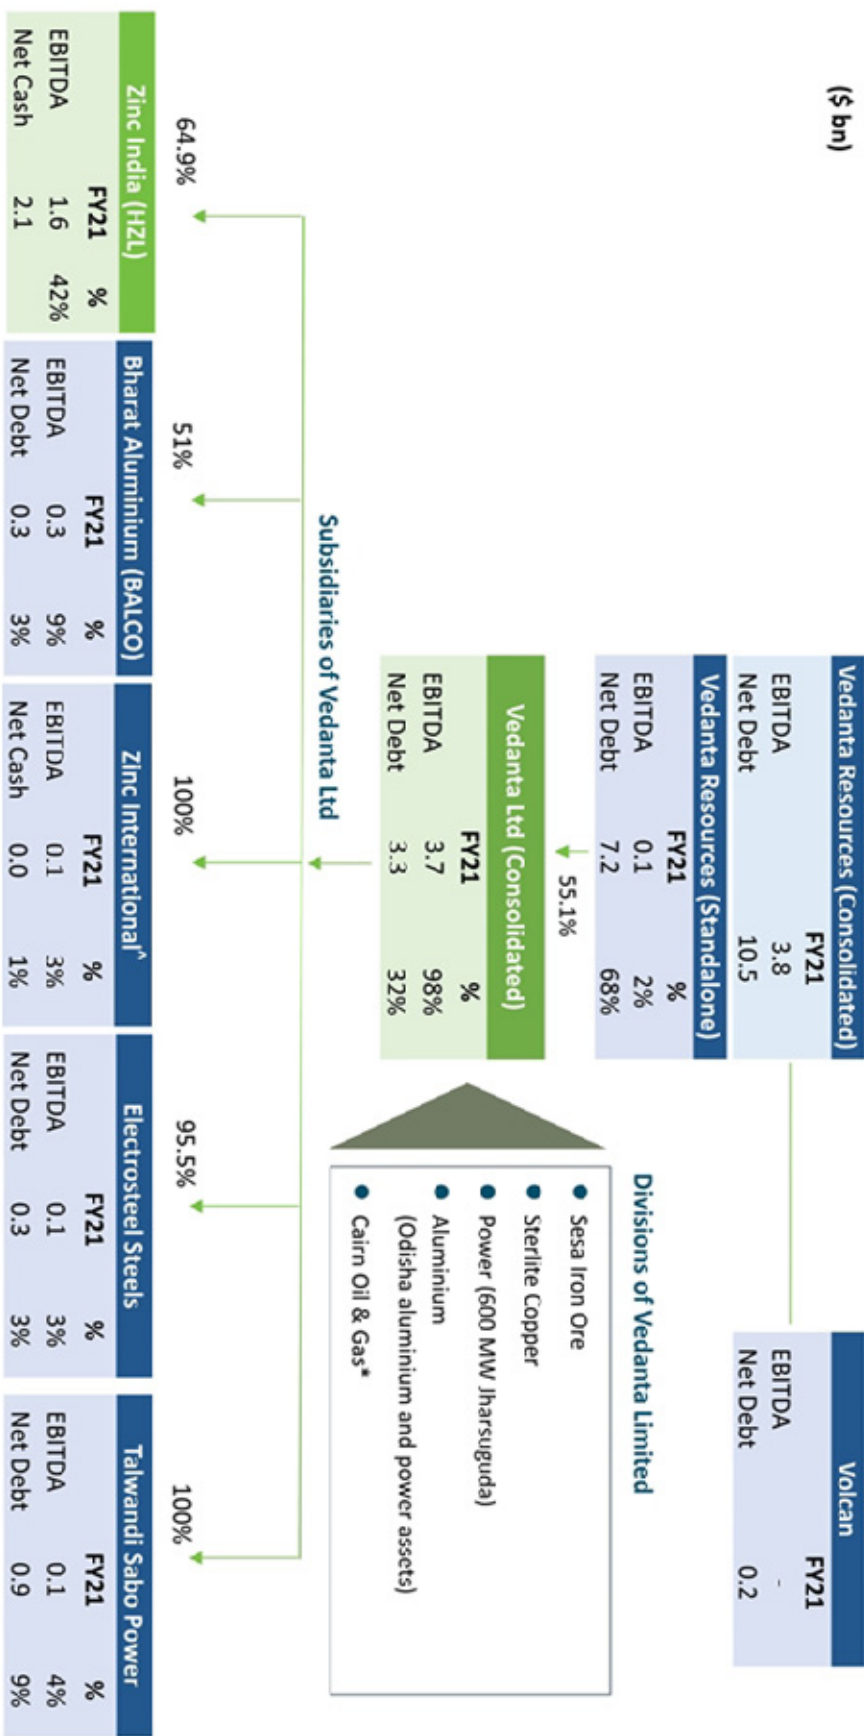 ($ bn)
Vedanta Resources (Consolidated)
FY21
EBITDA 3.8
Net Debt 10.5
Volcan
FY21
EBITDA -
Net Debt 0.2
Vedanta Resources (Standalone)
FY21 %
EBITDA 0.1 2%
Net Debt 7.2 68%
55.1%
Divisions of Vedanta Limited
Vedanta Ltd (Consolidated)
FY21 %
EBITDA 3.7 98%
Net Debt 3.3 32%
• Sesa Iron Ore
• Sterlite Copper
• Power (600 MW Jharsuguda)
• Aluminium
(Odisha aluminium and power assets)
• Cairn Oil & Gas*
Subsidiaries of Vedanta Ltd
64.9% 51% 100% 95.5% 100%
Zinc India (HZL)
FY21 %
EBITDA 1.6 42%
Net Cash 2.1
Bharat Aluminium (BALCO)
FY21 %
EBITDA 0.3 9%
Net Debt 0.3 3%
Zinc International^
FY21 %
EBITDA 0.1 3%
Net Cash 0.0 1%
Electrosteel Steels
FY21 %
EBITDA 0.1 3%
Net Debt 0.3 3%
Talwandi Sabo Power
FY21 %
EBITDA 0.1 4%
Net Debt 0.9 9%